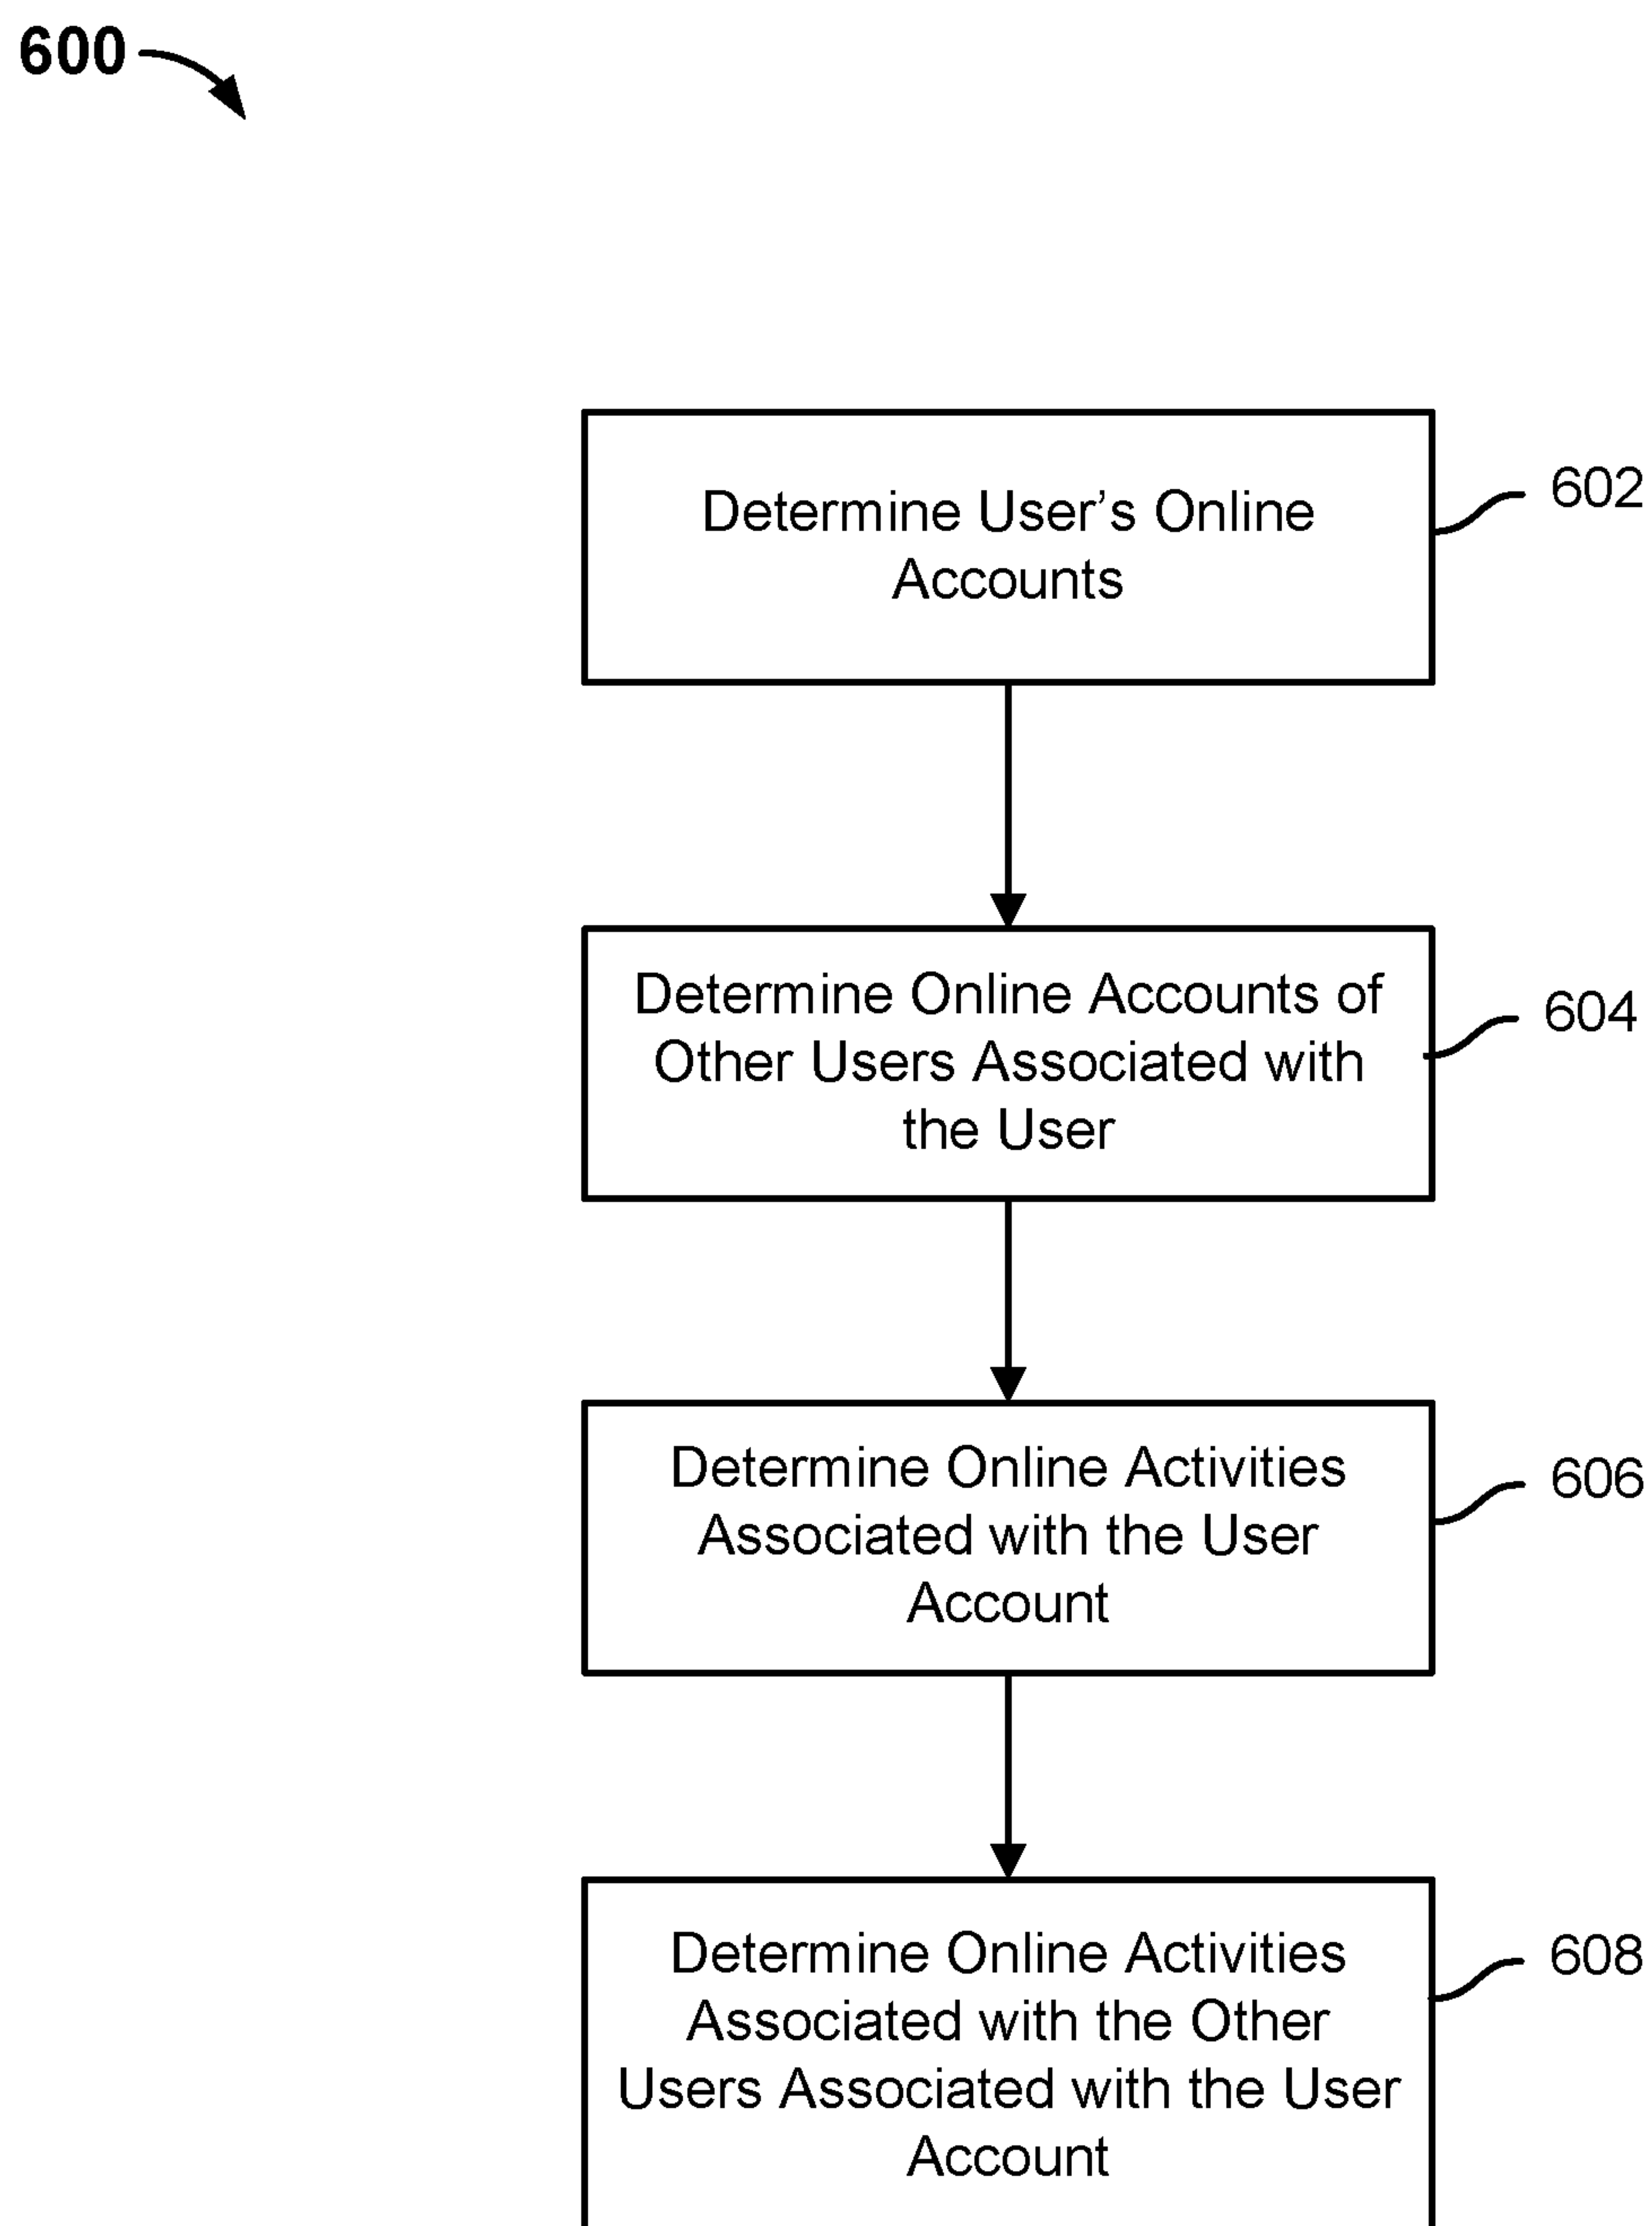 600
Determine User's Online
Accounts
602
Determine Online Accounts of
Other Users Associated with
the User
604
Determine Online Activities
Associated with the User
Account
606
Determine Online Activities
Associated with the Other
Users Associated with the User
Account
608